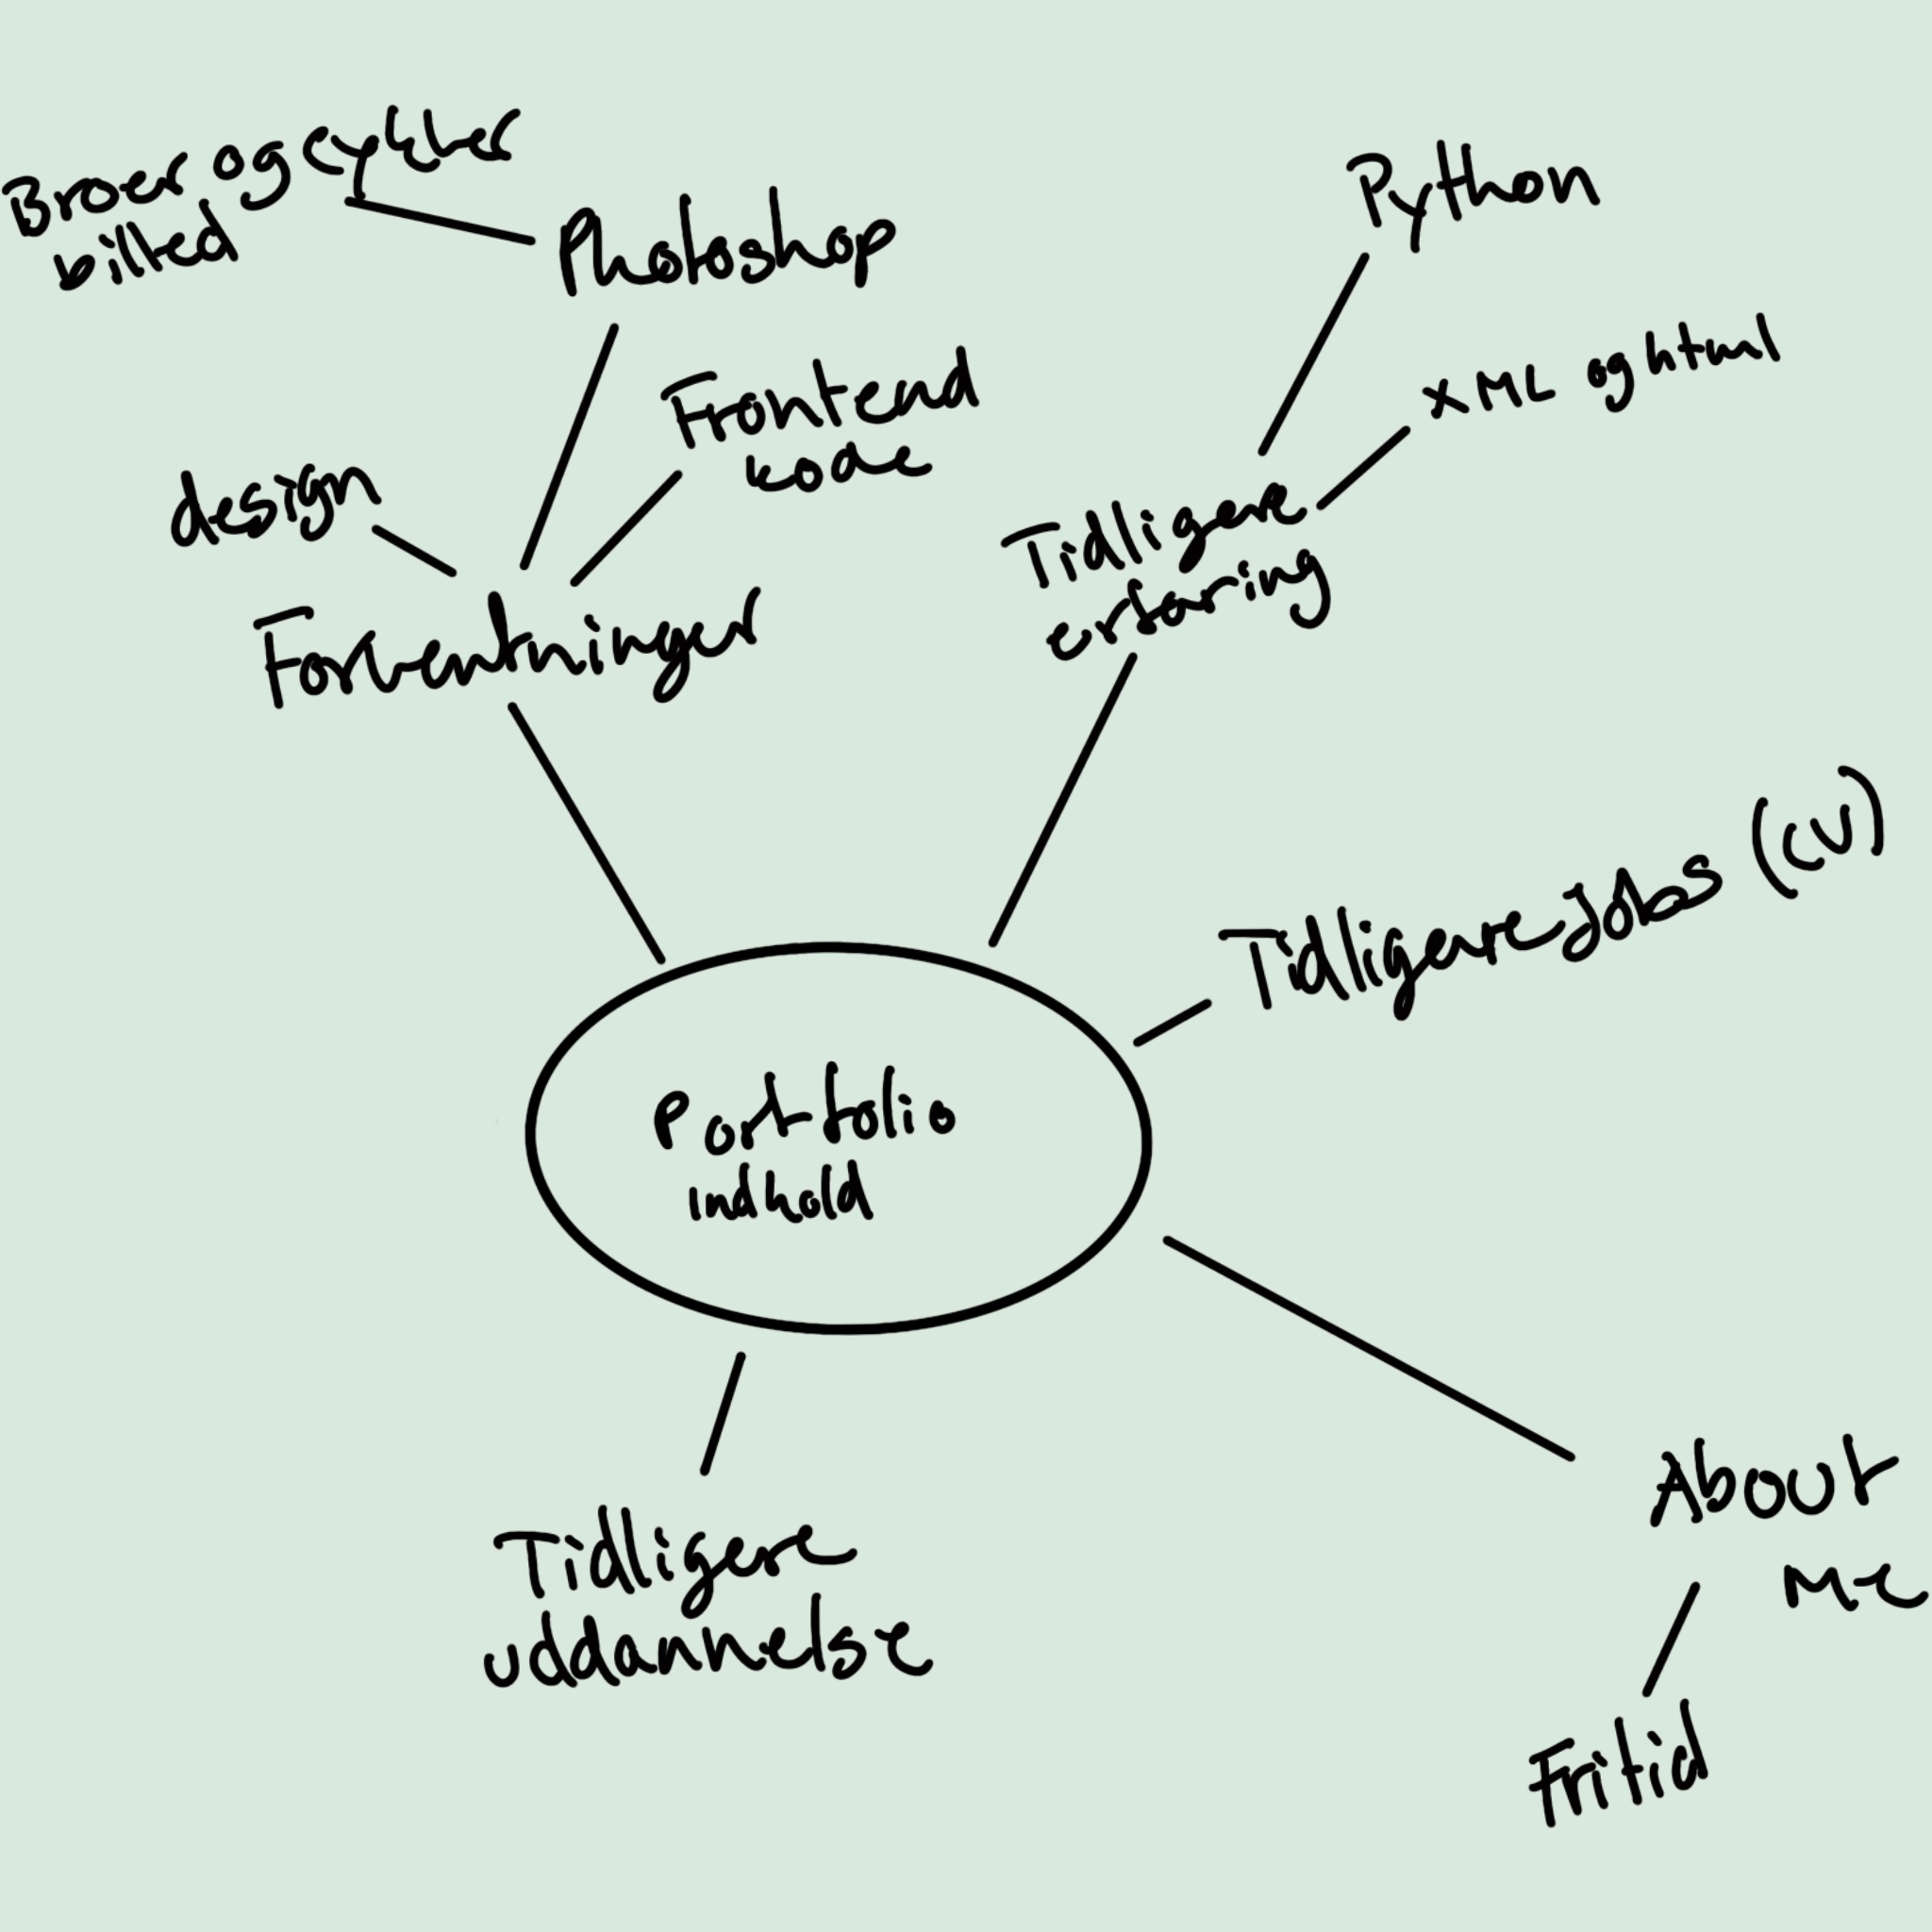 Broer og cykler
billed
Photoshop
Python
Frontend
kode
XML og html
design
Tidligere
erfaring
Forventninger
Tidligere Jobs (CV)
Portfolio
indhold
About
Me
Tidligere
uddannelse
Fritid